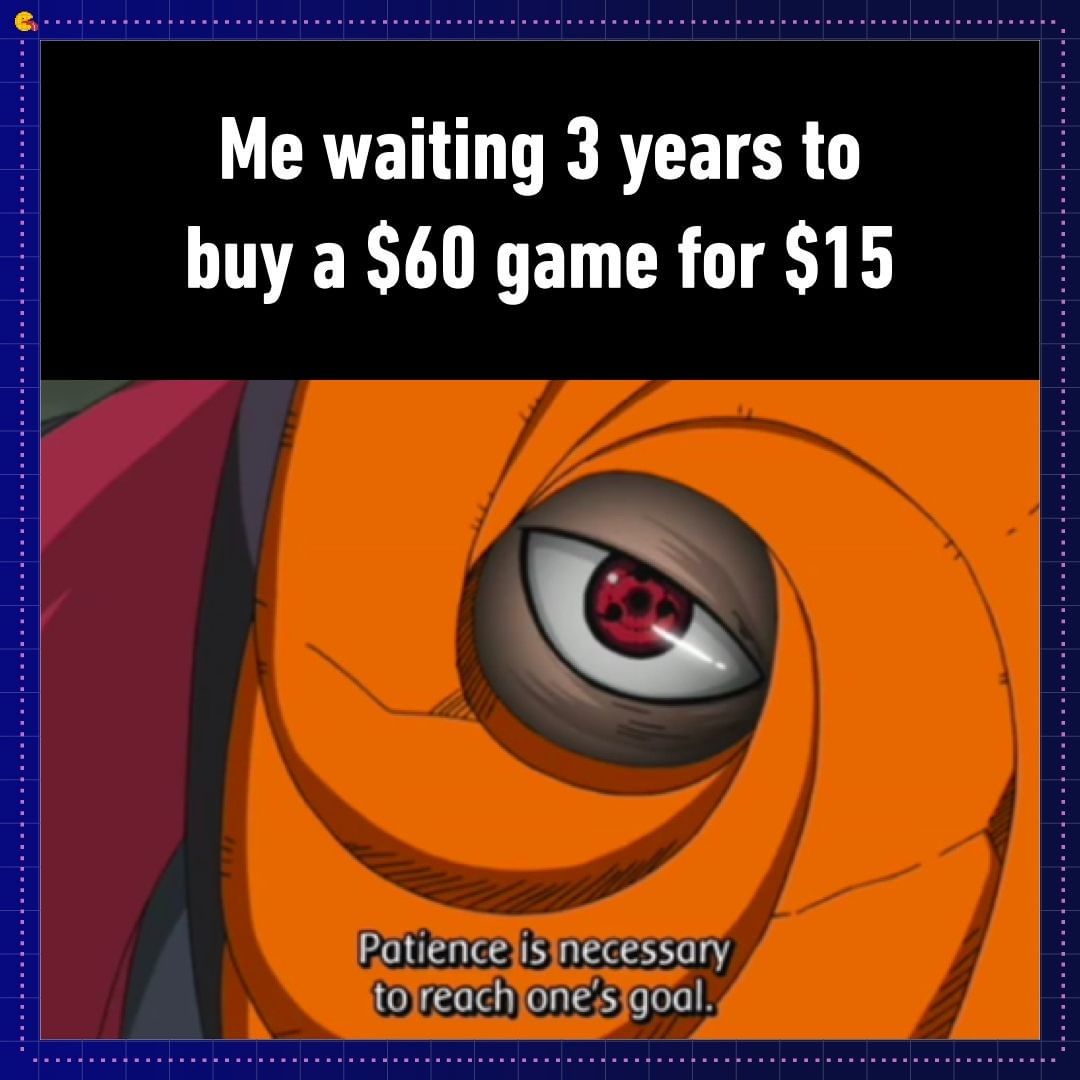 Me waiting 3 years to
buy a $60 game for $15
Patience is necessary
to reach one's goal.